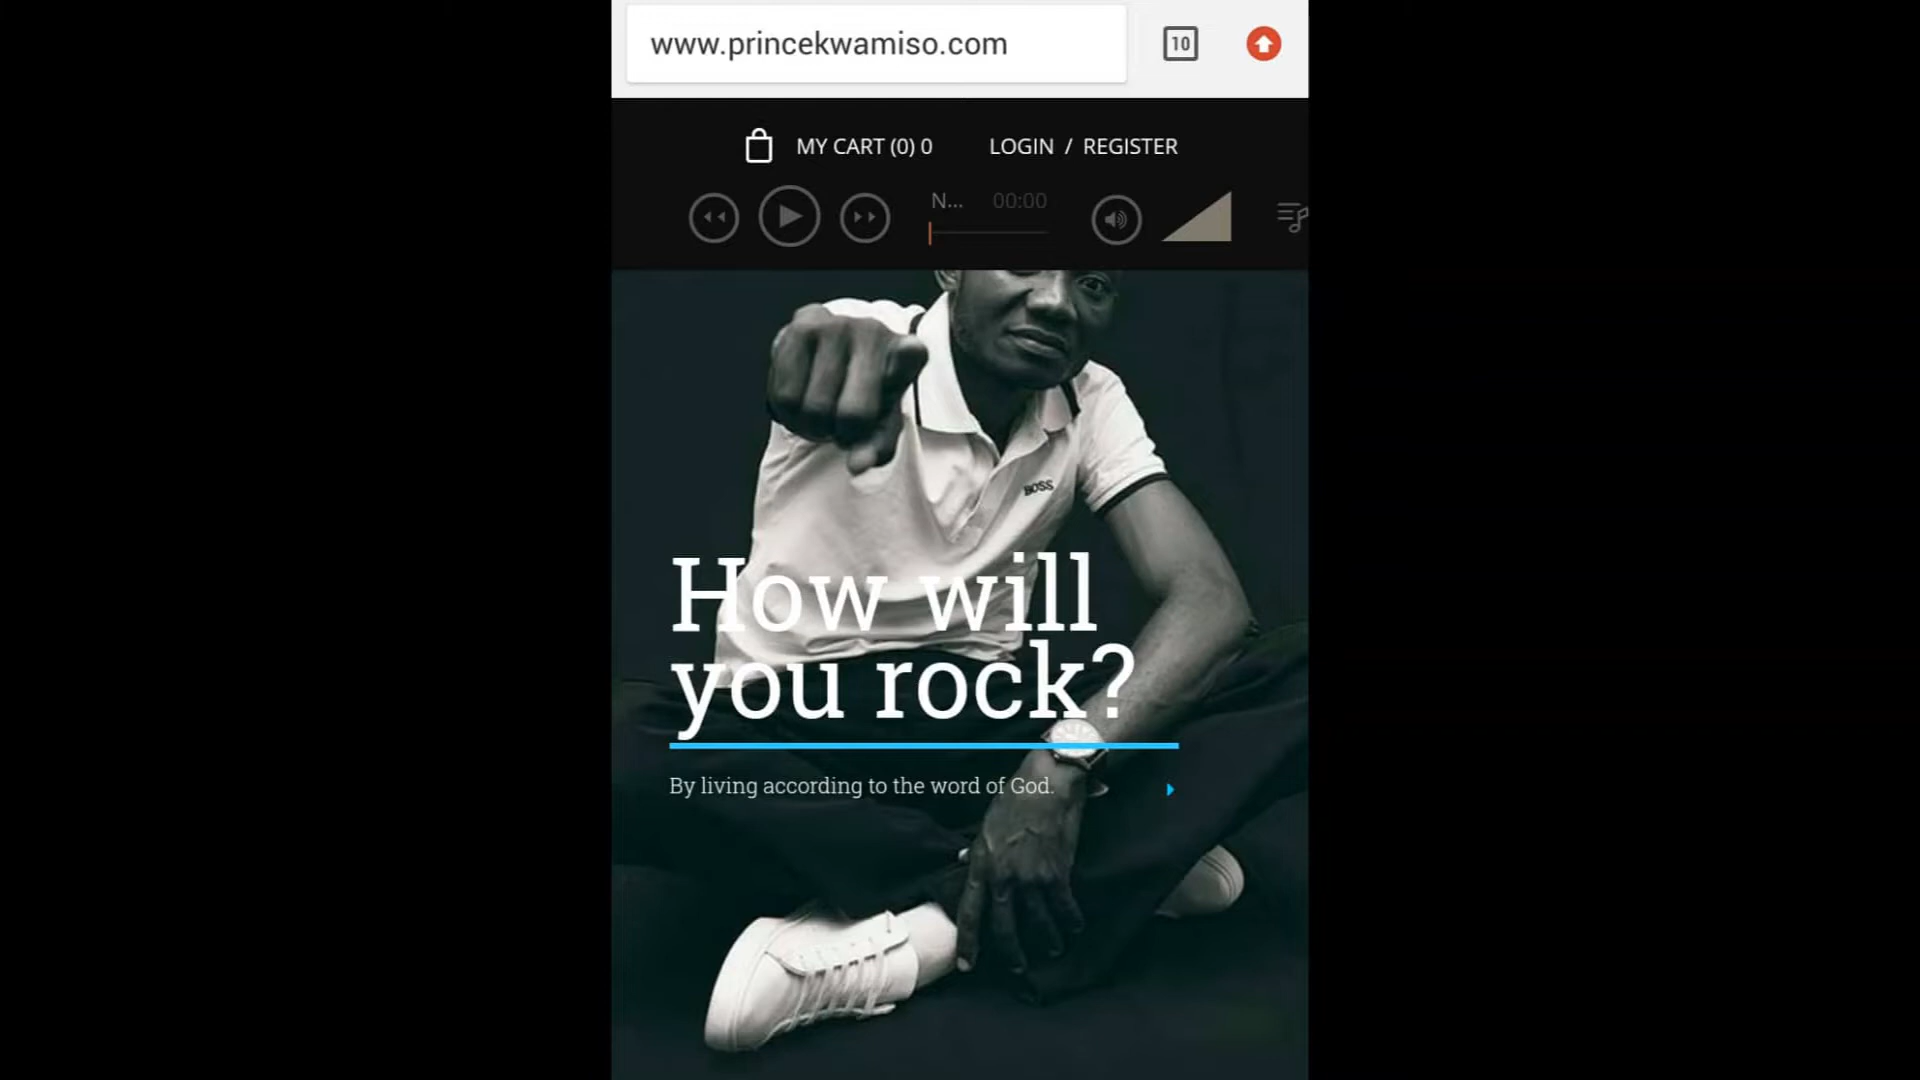 www.princekwamiso.com
10
MY CART (0) 0
LOGIN / REGISTER
N... 00:00
BOSS
How will
you rock?
By living according to the word of God.